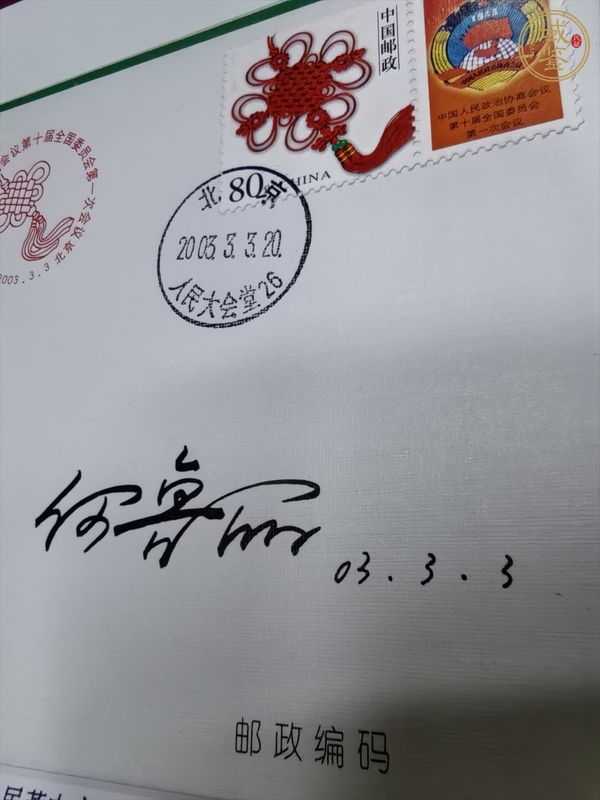 中国邮政
80
CHINA
中国人民政治协商会议
第十届全国委员会
第一次会议
会议第十届全国委员会第一次会议
北京
2003.3.3
北京
2003.3.3.20.
人民大会堂26
何鲁丽
03.3.3
邮政编码